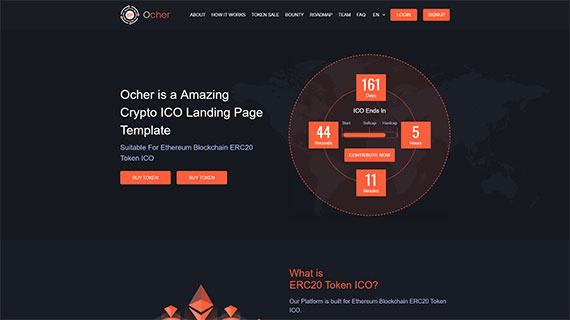 Ocher
ABOUT HOW IT WORKS TOKEN SALE BOUNTY ROADMAP TEAM FAQ EN LOGIN SIGNUP
Ocher is a Amazing
Crypto ICO Landing Page
Template
Suitable For Ethereum Blockchain ERC20
Token ICO
BUY TOKEN BUY TOKEN
161
Days
ICO Ends In
Start Softcap Hardcap
44
Seconds
5
Hours
CONTRIBUTE NOW
11
Minutes
What is
ERC20 Token ICO?
Our Platform is built for Ethereum Blockchain ERC20 Token
ICO.